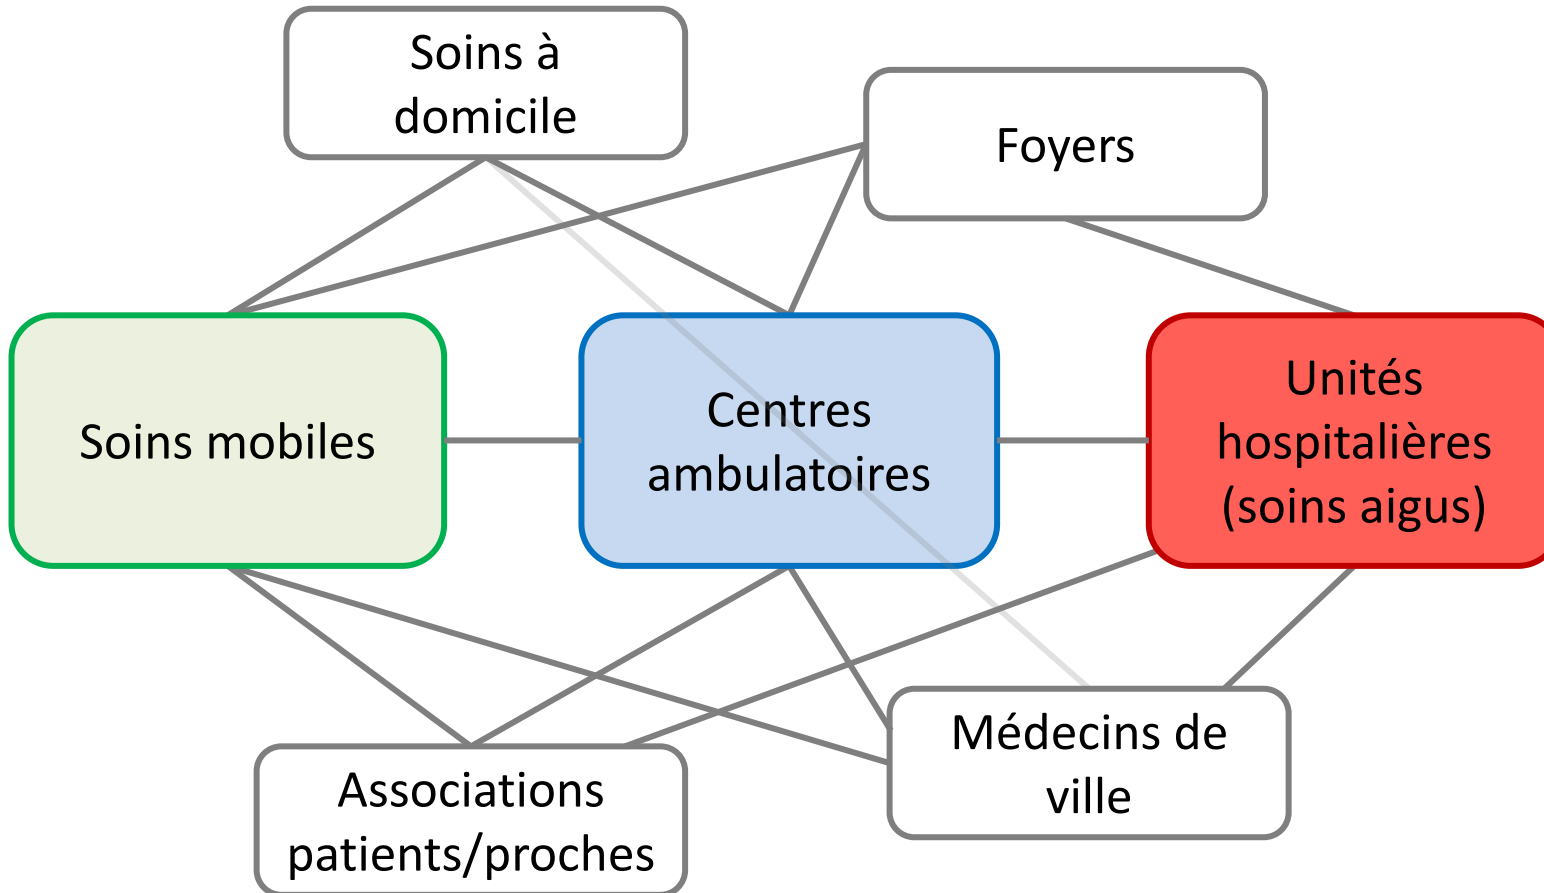 Soins à
domicile
Foyers
Soins mobiles
Centres
ambulatoires
Unités
hospitalières
(soins aigus)
Associations
patients/proches
Médecins de
ville